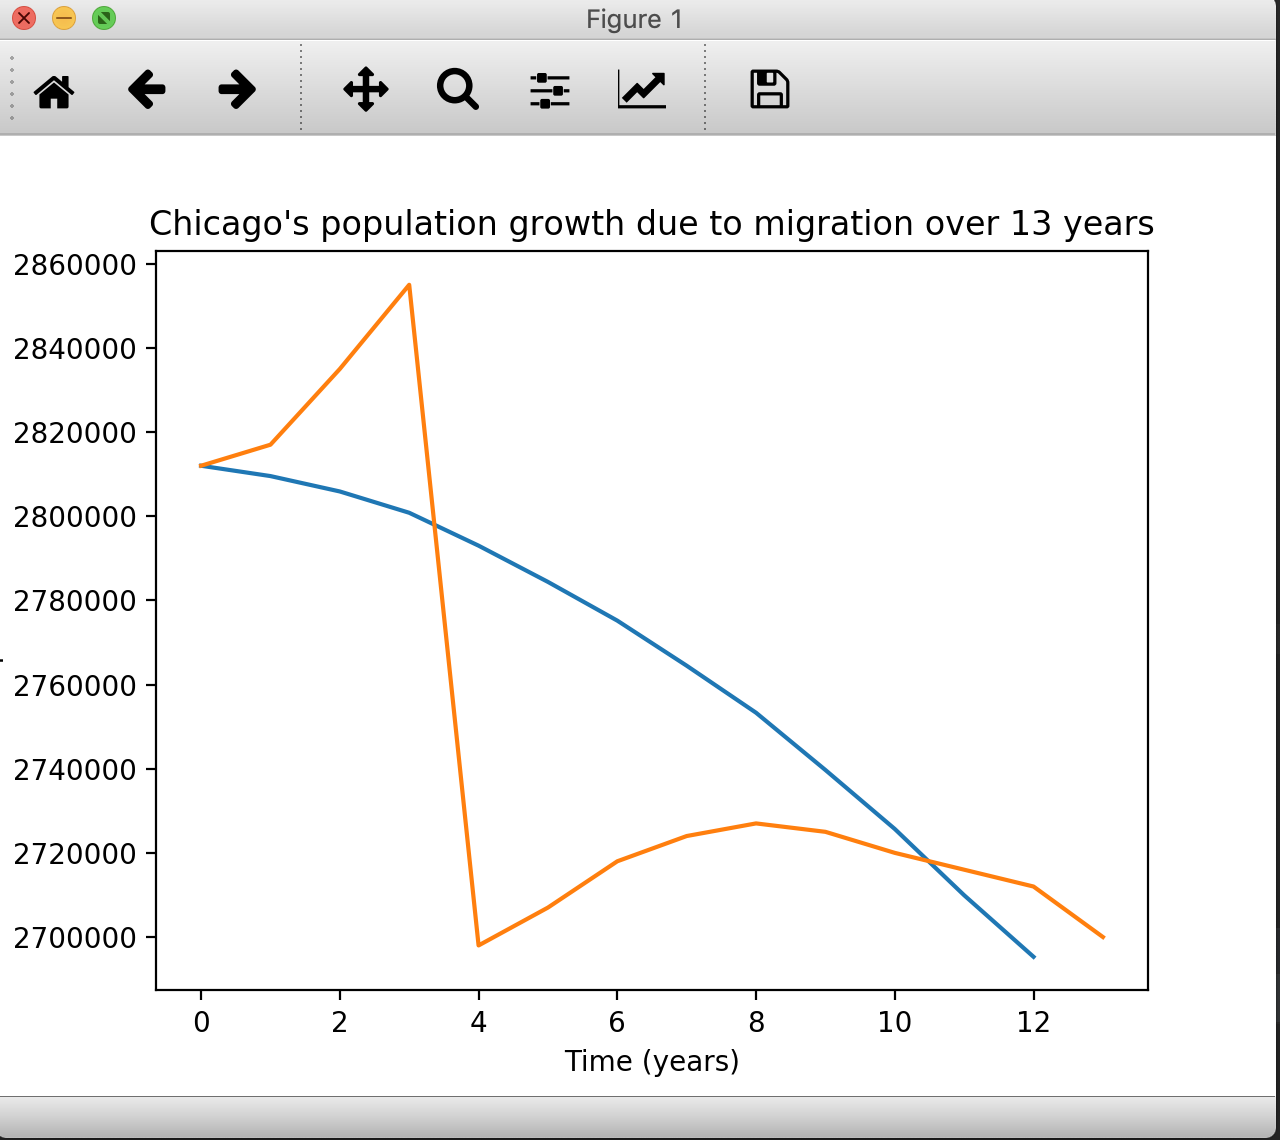 Figure 1
Chicago's population growth due to migration over 13 years
2860000
2840000
2820000
2800000
2780000
2760000
2740000
2720000
2700000
0 2 4 6 8 10 12
Time (years)